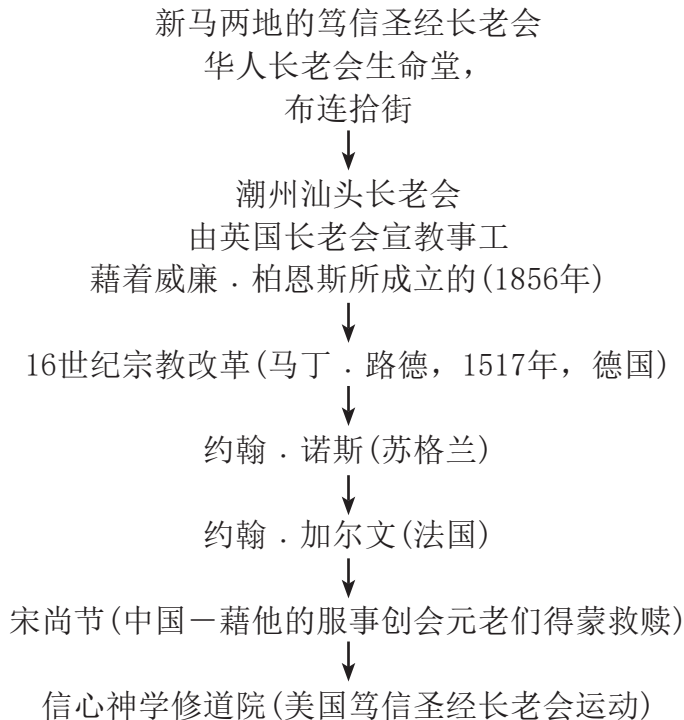 新马两地的笃信圣经长老会
华人长老会生命堂，
布连拾街
潮州汕头长老会
由英国长老会宣教事工
藉着威廉．柏恩斯所成立的(1856年)
16世纪宗教改革(马丁．路德，1517年，德国)
约翰．诺斯(苏格兰)
约翰．加尔文(法国)
宋尚节(中国－藉他的服事创会元老们得蒙救赎)
信心神学修道院(美国笃信圣经长老会运动)